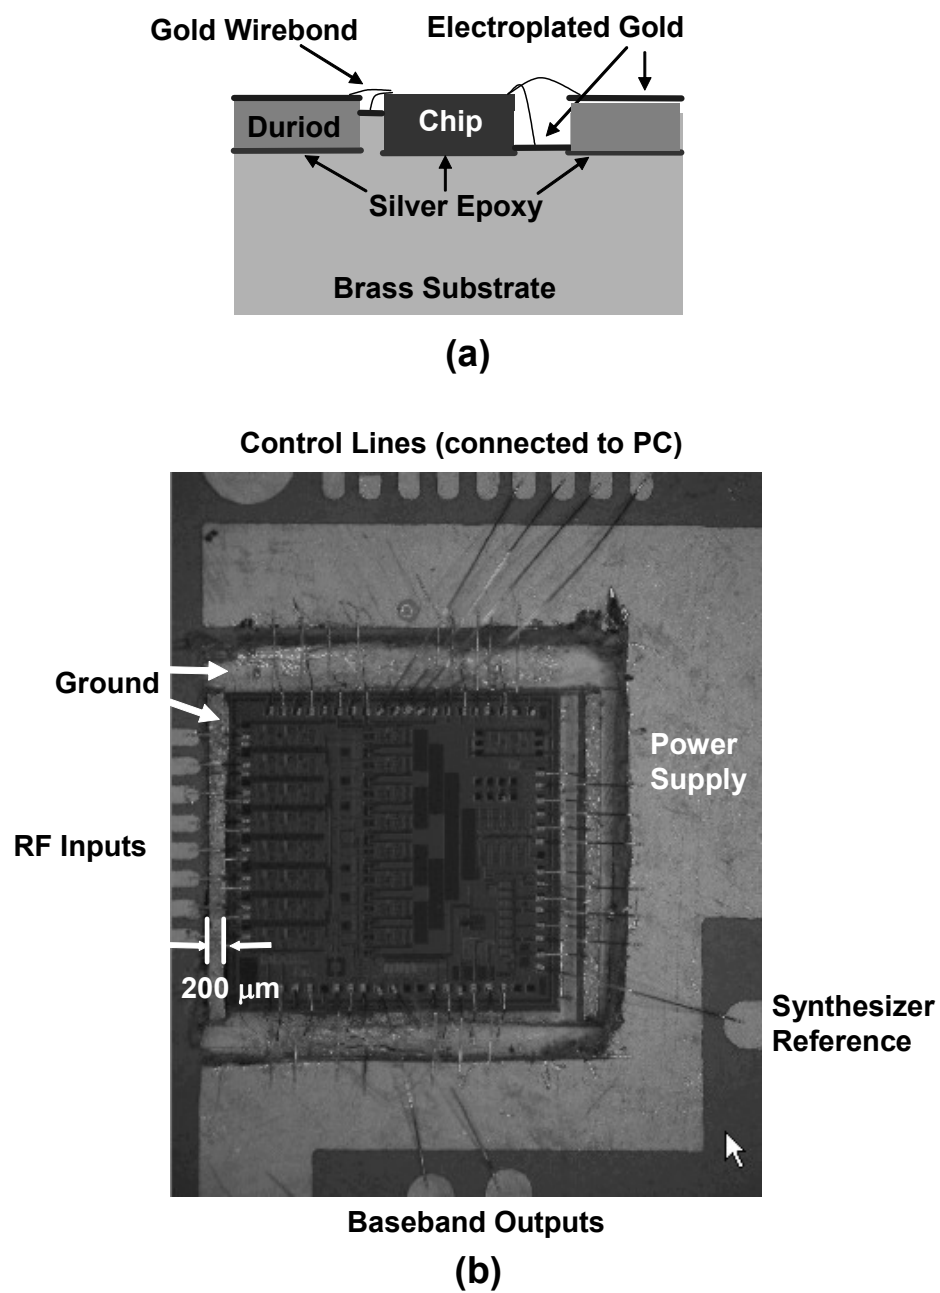 Gold Wirebond
Electroplated Gold
Duriod
Chip
Silver Epoxy
Brass Substrate
(a)
Control Lines (connected to PC)
Ground
Power
Supply
RF Inputs
200 μm
Synthesizer
Reference
Baseband Outputs
(b)